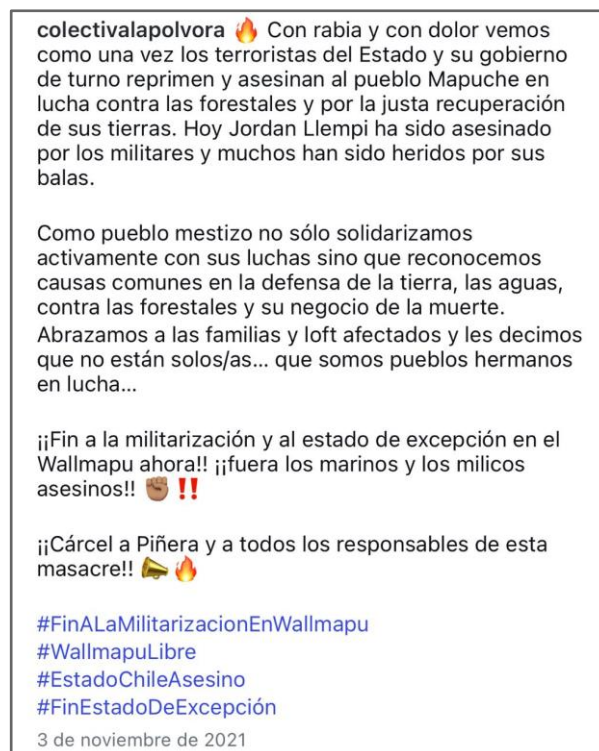 colectivalapolvora 🔥 Con rabia y con dolor vemos
como una vez los terroristas del Estado y su gobierno
de turno reprimen y asesinan al pueblo Mapuche en
lucha contra las forestales y por la justa recuperación
de sus tierras. Hoy Jordan Llempi ha sido asesinado
por los militares y muchos han sido heridos por sus
balas.
Como pueblo mestizo no sólo solidarizamos
activamente con sus luchas sino que reconocemos
causas comunes en la defensa de la tierra, las aguas,
contra las forestales y su negocio de la muerte.
Abrazamos a las familias y loft afectados y les decimos
que no están solos/as... que somos pueblos hermanos
en lucha...
¡¡Fin a la militarización y al estado de excepción en el
Wallmapu ahora!! ¡¡fuera los marinos y los milicos
asesinos!! ✊🏽‼️
¡¡Cárcel a Piñera y a todos los responsables de esta
masacre!! 📣🔥
#FinALaMilitarizacionEnWallmapu
#WallmapuLibre
#EstadoChileAsesino
#FinEstadoDeExcepción
3 de noviembre de 2021